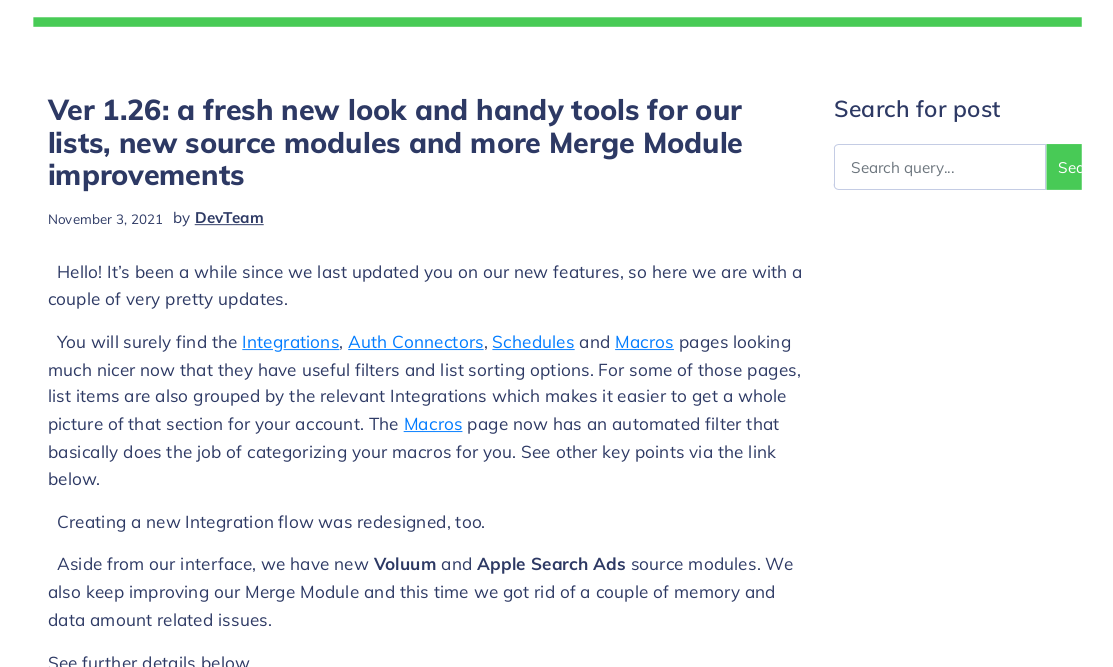 Ver 1.26: a fresh new look and handy tools for our
lists, new source modules and more Merge Module
improvements
November 3, 2021 by DevTeam
Hello! It’s been a while since we last updated you on our new features, so here we are with a
couple of very pretty updates.
You will surely find the Integrations, Auth Connectors, Schedules and Macros pages looking
much nicer now that they have useful filters and list sorting options. For some of those pages,
list items are also grouped by the relevant Integrations which makes it easier to get a whole
picture of that section for your account. The Macros page now has an automated filter that
basically does the job of categorizing your macros for you. See other key points via the link
below.
Creating a new Integration flow was redesigned, too.
Aside from our interface, we have new Voluum and Apple Search Ads source modules. We
also keep improving our Merge Module and this time we got rid of a couple of memory and
data amount related issues.
See further details below
Search for post
Search query...